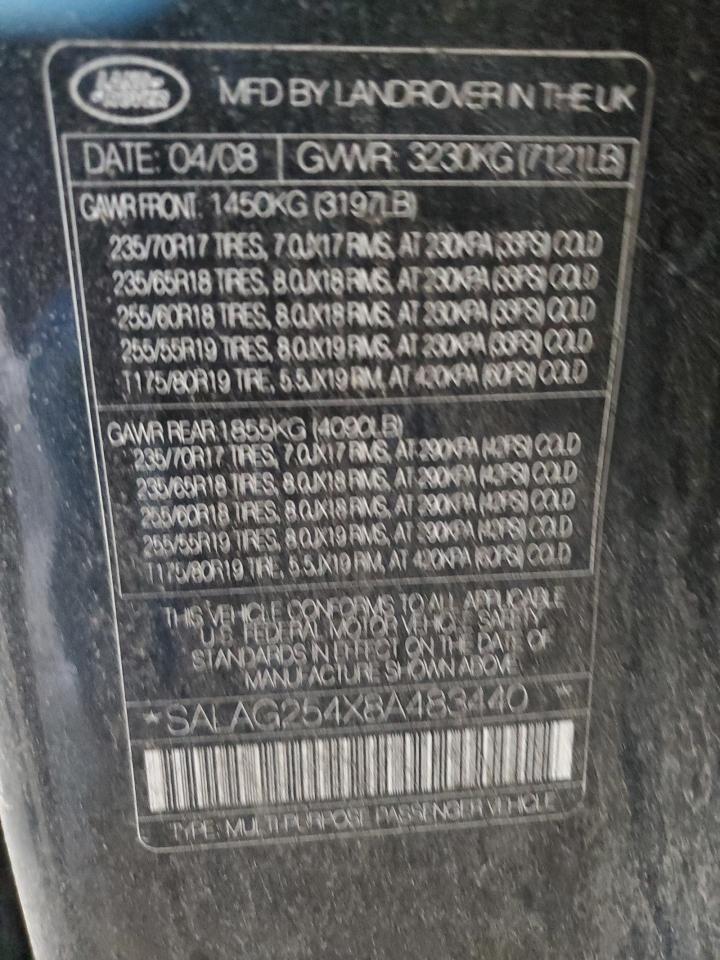 LAND ROVER
MFD BY LANDROVER IN THE UK
DATE: 04/08 GVWR: 3230KG (7121LB)
GAWR FRONT: 1450KG (3197LB)
235/70R17 TIRES, 7.0JX17 RIMS, AT 230KPA (33PSI) COLD
235/65R18 TIRES, 8.0JX18 RIMS, AT 230KPA (33PSI) COLD
255/60R18 TIRES, 8.0JX18 RIMS, AT 230KPA (33PSI) COLD
255/55R19 TIRES, 8.0JX19 RIMS, AT 230KPA (33PSI) COLD
T175/80R19 TIRE, 5.5JX19 RIM, AT 420KPA (60PSI) COLD
GAWR REAR: 1855KG (4090LB)
235/70R17 TIRES, 7.0JX17 RIMS, AT 290KPA (42PSI) COLD
235/65R18 TIRES, 8.0JX18 RIMS, AT 290KPA (42PSI) COLD
255/60R18 TIRES, 8.0JX18 RIMS, AT 290KPA (42PSI) COLD
255/55R19 TIRES, 8.0JX19 RIMS, AT 290KPA (42PSI) COLD
T175/80R19 TIRE, 5.5JX19 RIM, AT 420KPA (60PSI) COLD
THIS VEHICLE CONFORMS TO ALL APPLICABLE
U.S. FEDERAL MOTOR VEHICLE SAFETY
STANDARDS IN EFFECT ON THE DATE OF
MANUFACTURE SHOWN ABOVE
*SALAG254X8A483440*
TYPE: MULTI-PURPOSE PASSENGER VEHICLE